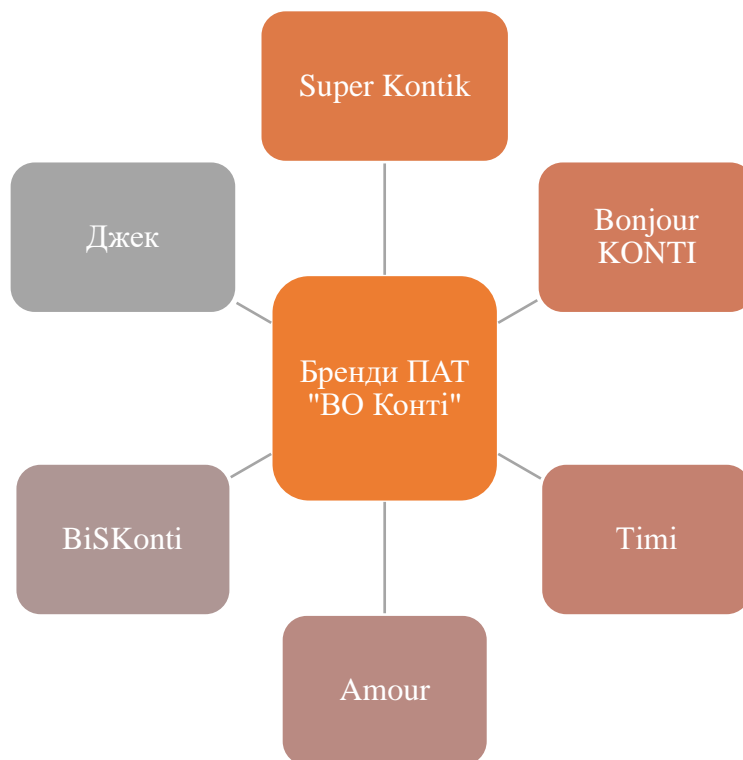 Super Kontik
Джек
Bonjour
KONTI
Бренди ПАТ
"ВО Конті"
BiSKonti
Timi
Amour